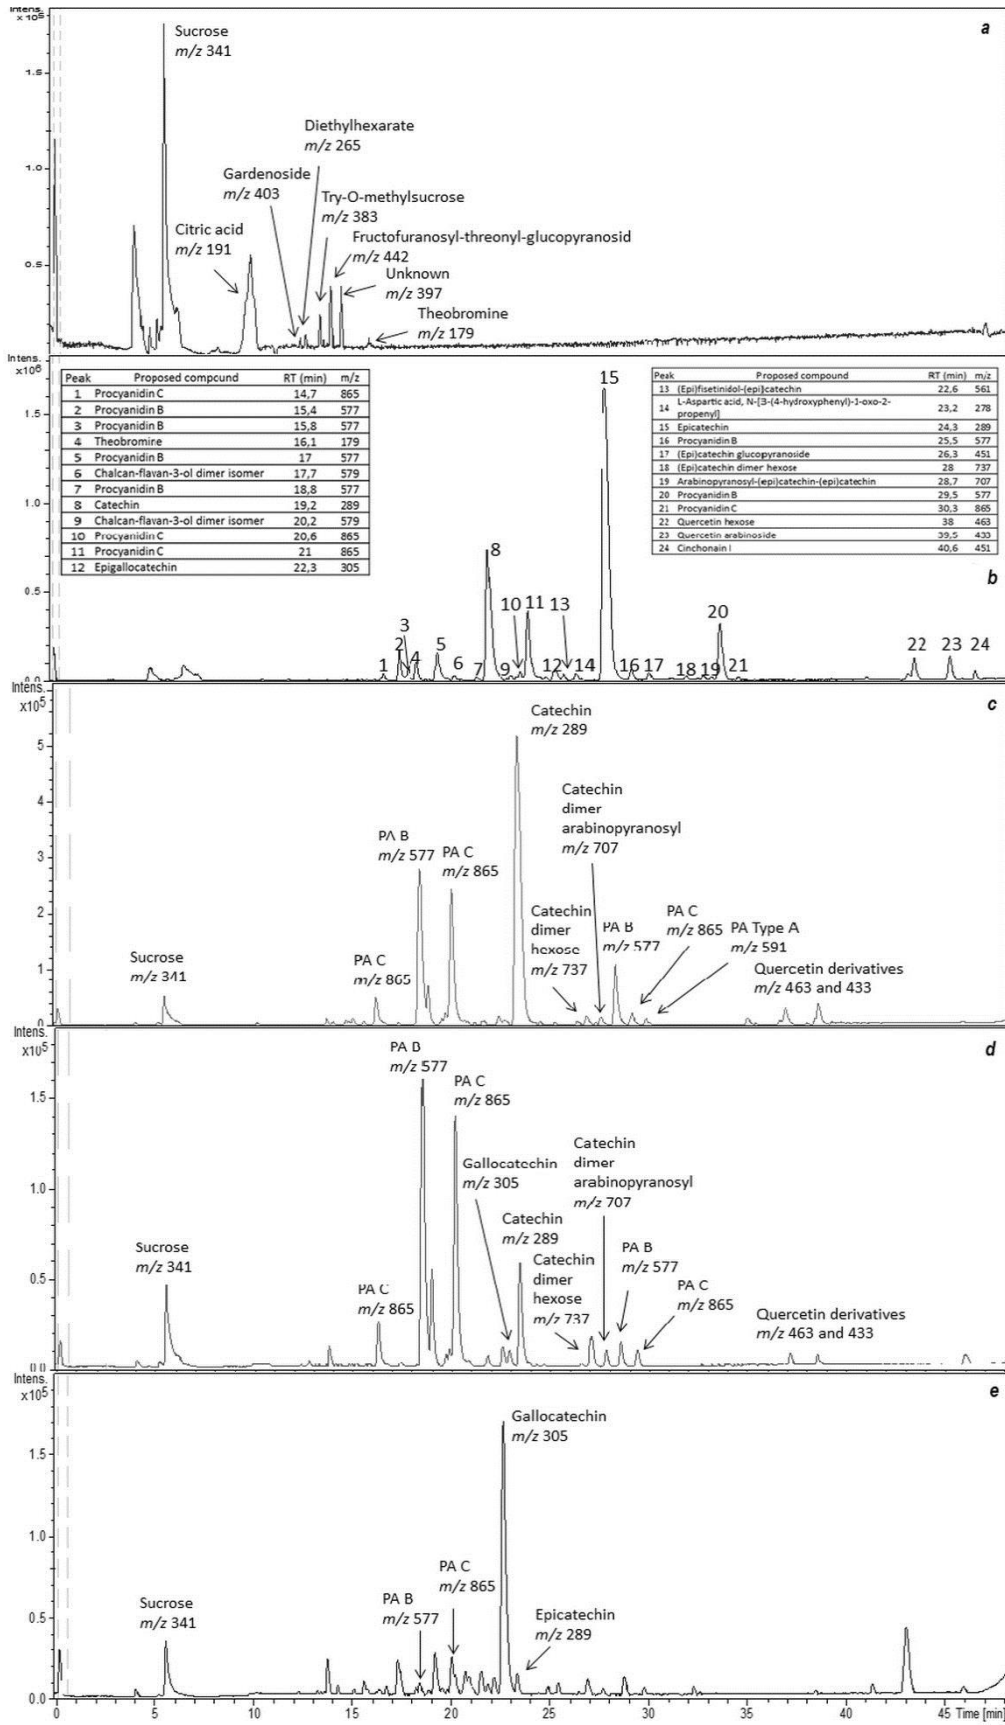 Intens.
x10
a
Sucrose
m/z 341
1.5
Diethylhexarate
m/z 265
Gardenoside
m/z 403
1.0
Try-O-methylsucrose
m/z 383
Citric acid
m/z 191
Fructofuranosyl-threonyl-glucopyranosid
m/z 442
Unknown
m/z 397
0.5
Theobromine
m/z 179
Intens.
x10⁶
b
Peak Proposed compcund RT (min) m/z
1 Procyanidin C 14,7 865
2 Procyanidin B 15,4 577
3 Procyanidin B 15,8 577
4 Theobromine 16,1 179
5 Procyanidin B 17 577
6 Chalcan-flavan-3-ol dimer isomer 17,7 579
7 Procyanidin B 18,8 577
8 Catechin 19,2 289
9 Chalcan-flavan-3-ol dimer isomer 20,2 579
10 Procyanidin C 20,6 865
11 Procyanidin C 21 865
12 Epigallocatechin 22,3 305
Peak Proposed compound RT (min) m/z
13 (Epi)fisetinidol-(epi)catechin 22,6 561
14 L-Aspartic acid, N-[3-(4-hydroxyphenyl)-1-oxo-2-
propenyl] 23,2 278
15 Epicatechin 24,3 289
16 Procyanidin B 25,5 577
17 (Epi)catechin glucopyranoside 26,3 451
18 (Epi)catechin dimer hexose 28 737
19 Arabinopyranosyl-(epi)catechin-(epi)catechin 28,7 707
20 Procyanidin B 29,5 577
21 Procyanidin C 30,3 865
22 Quercetin hexose 38 463
23 Quercetin arabinoside 39,5 433
24 Cinchonain I 40,6 451
1.5
1.0
0.5
0.0
1 2 3 4 5 6 7 8 9 10 11 12 13 14 15 16 17 18 19 20 21 22 23 24
Intens.
x10⁵
c
Catechin
m/z 289
5
4
Catechin
dimer
arabinopyranosyl
m/z 707
3
PA B
m/z 577
PA C
m/z 865
2
Catechin
dimer
hexose
m/z 737
PA B
m/z 577
PA C
m/z 865
PA Type A
m/z 591
1
Sucrose
m/z 341
PA C
m/z 865
Quercetin derivatives
m/z 463 and 433
0
Intens.
x10⁵
d
PA B
m/z 577
PA C
m/z 865
1.5
1.0
Gallocatechin
m/z 305
Catechin
dimer
arabinopyranosyl
m/z 707
Catechin
m/z 289
Catechin
dimer
hexose
m/z 737
PA B
m/z 577
PA C
m/z 865
Sucrose
m/z 341
PA C
m/z 865
Quercetin derivatives
m/z 463 and 433
0.5
0.0
Intens.
x10⁵
e
Gallocatechin
m/z 305
1.5
1.0
PA C
m/z 865
PA B
m/z 577
Sucrose
m/z 341
Epicatechin
m/z 289
0.5
0.0
0 5 10 15 20 25 30 35 40 45 Time [min]